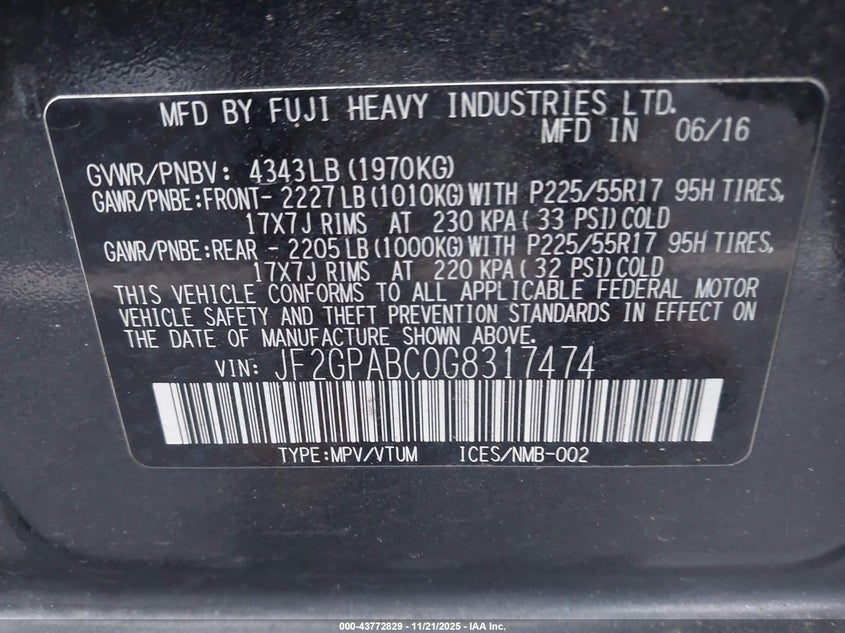 MFD BY FUJI HEAVY INDUSTRIES LTD.
MFD IN 06/16
GVWR/PNBV: 4343LB (1970KG)
GAWR/PNBE:FRONT- 2227LB (1010KG) WITH P225/55R17 95H TIRES,
17X7J RIMS AT 230 KPA( 33 PSI) COLD
GAWR/PNBE:REAR - 2205LB (1000KG) WITH P225/55R17 95H TIRES,
17X7J RIMS AT 220 KPA( 32 PSI) COLD
THIS VEHICLE CONFORMS TO ALL APPLICABLE FEDERAL MOTOR
VEHICLE SAFETY AND THEFT PREVENTION STANDARDS IN EFFECT ON
THE DATE OF MANUFACTURE SHOWN ABOVE.
VIN: JF2GPABC0G8317474
TYPE:MPV/VTUM ICES/NMB-002
000-43772829 - 11/21/2025 - IAA Inc.